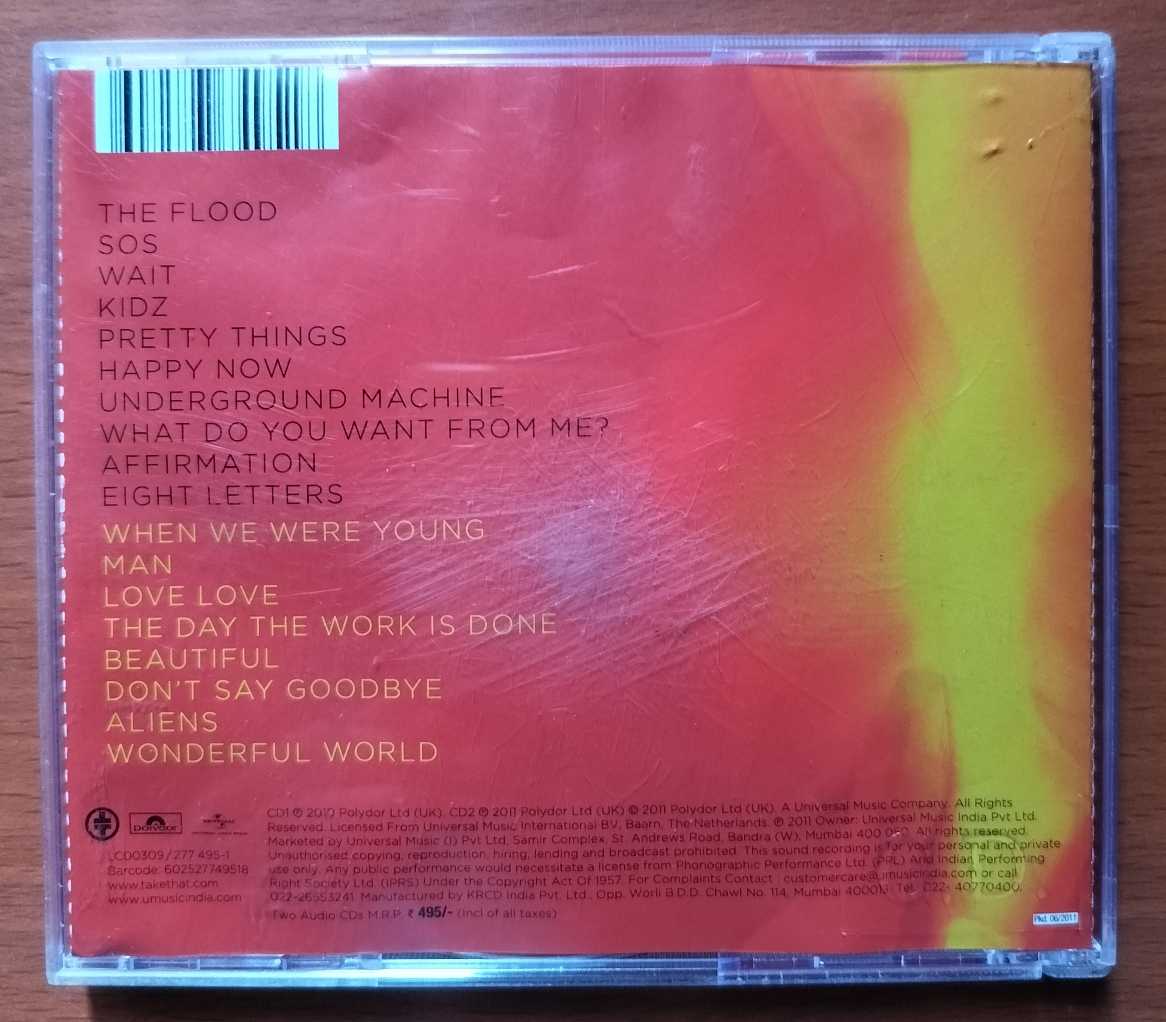 THE FLOOD
SOS
WAIT
KIDZ
PRETTY THINGS
HAPPY NOW
UNDERGROUND MACHINE
WHAT DO YOU WANT FROM ME?
AFFIRMATION
EIGHT LETTERS
WHEN WE WERE YOUNG
MAN
LOVE LOVE
THE DAY THE WORK IS DONE
BEAUTIFUL
DON'T SAY GOODBYE
ALIENS
WONDERFUL WORLD
polydor
UNIVERSAL
LCD0309 / 277 495-1
Barcode: 602527749518
www.takethat.com
www.umusicindia.com
CD1 ℗ 2010 Polydor Ltd (UK). CD2 ℗ 2011 Polydor Ltd (UK) © 2011 Polydor Ltd (UK). A Universal Music Company. All Rights
Reserved. Licensed From Universal Music International BV, Baarn, The Netherlands. ℗ 2011 Owner: Universal Music India Pvt Ltd.
Marketed by Universal Music (I) Pvt Ltd, Samir Complex, St. Andrews Road, Bandra (W), Mumbai 400 050. All rights reserved.
Unauthorised copying, reproduction, hiring, lending and broadcast prohibited. This sound recording is for your personal and private
use only. Any public performance would necessitate a license from Phonographic Performance Ltd. (PPL) And Indian Performing
Right Society Ltd. (IPRS) Under the Copyright Act Of 1957. For Complaints Contact : customercare@umusicindia.com or call
022-26553241. Manufactured by KRCD India Pvt. Ltd., Opp. Worli B.D.D. Chawl No. 114, Mumbai 400013. Tel. 022- 40770400.
Two Audio CDs M.R.P. ₹ 495/- (Incl of all taxes)
Pkd. 06/2011